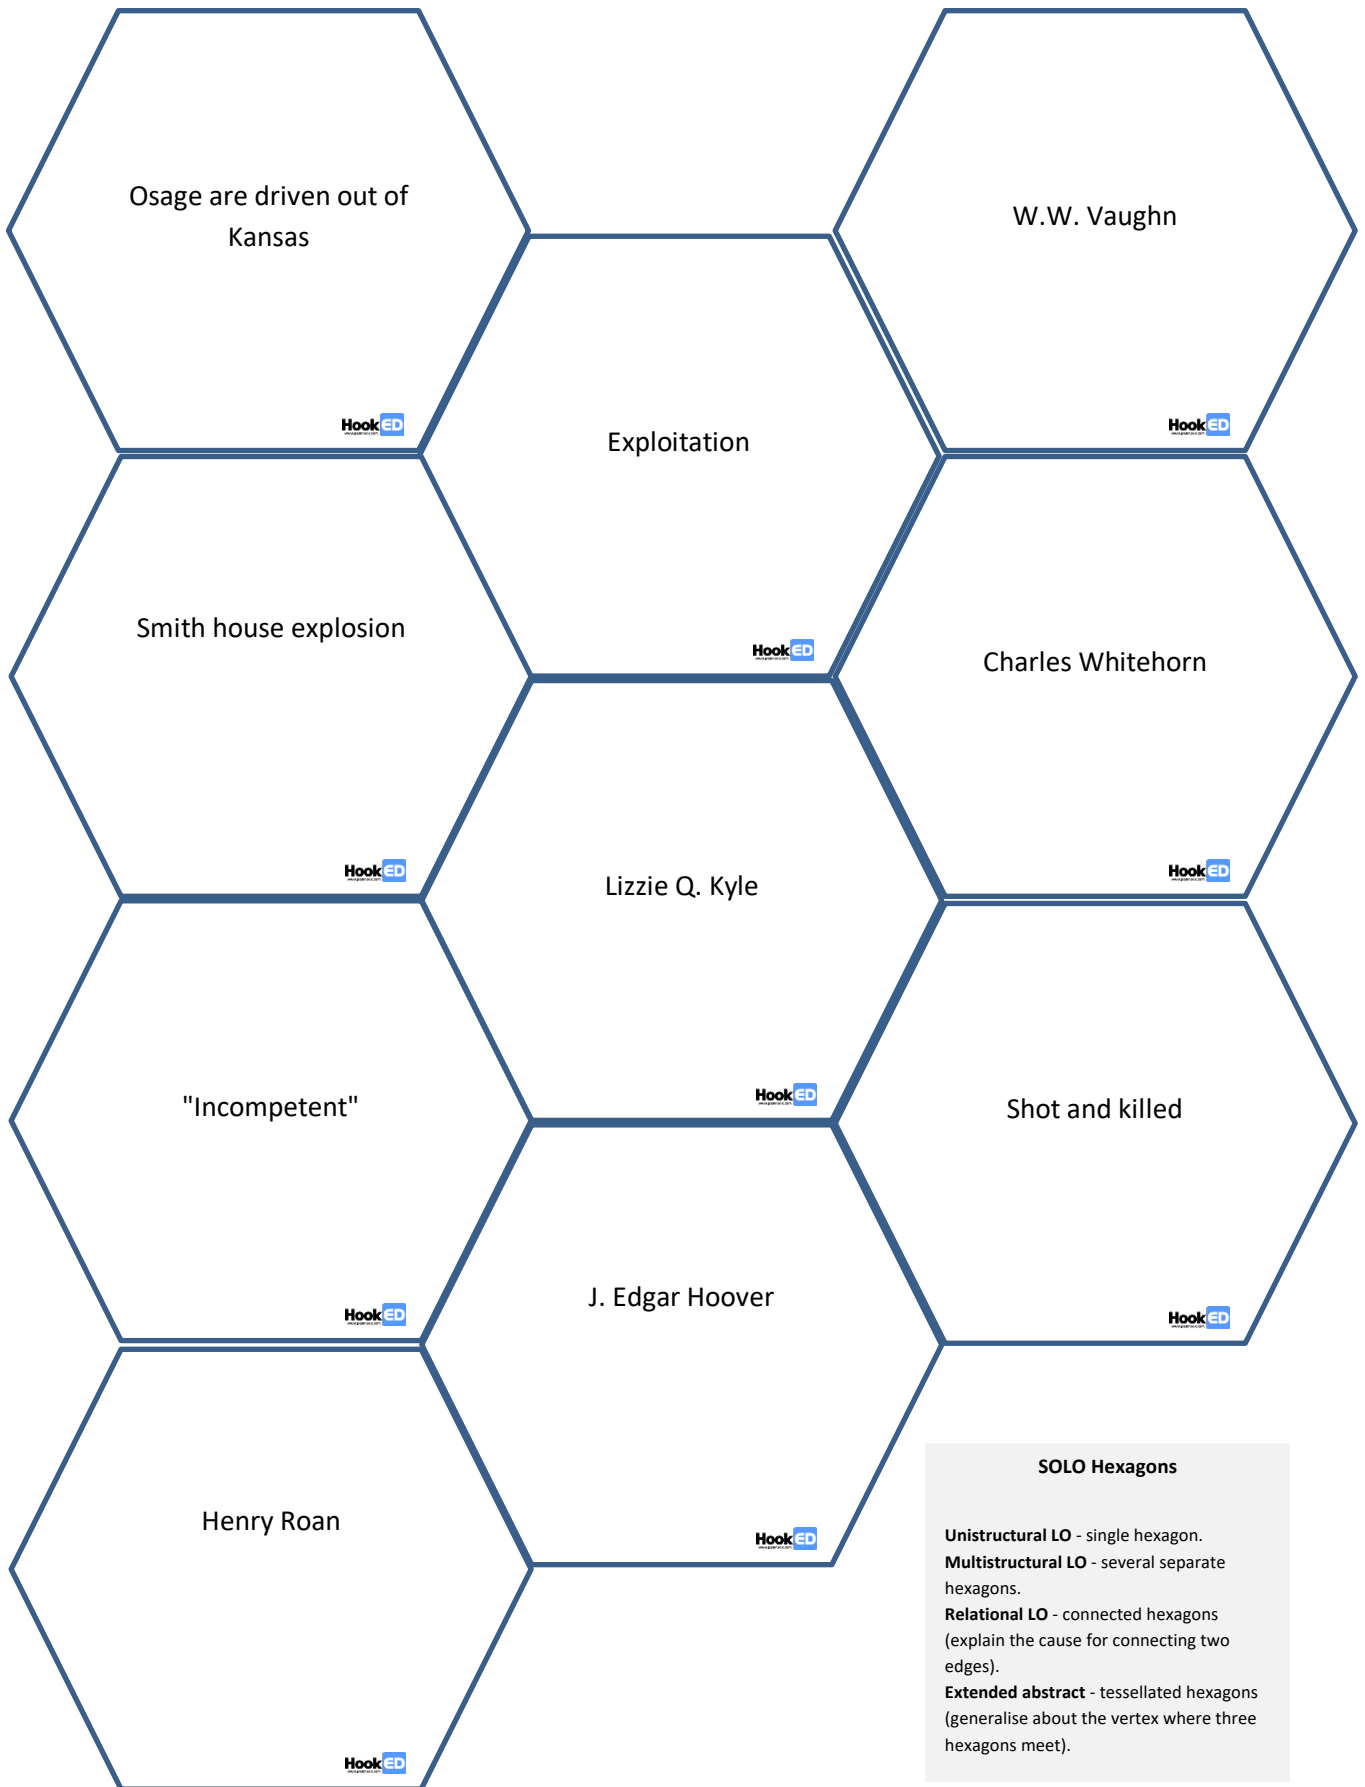 Osage are driven out of
Kansas
HookED
W.W. Vaughn
HookED
Exploitation
HookED
Smith house explosion
HookED
Charles Whitehorn
HookED
Lizzie Q. Kyle
HookED
"Incompetent"
HookED
Shot and killed
HookED
J. Edgar Hoover
HookED
Henry Roan
HookED
SOLO Hexagons
Unistructural LO - single hexagon.
Multistructural LO - several separate
hexagons.
Relational LO - connected hexagons
(explain the cause for connecting two
edges).
Extended abstract - tessellated hexagons
(generalise about the vertex where three
hexagons meet).